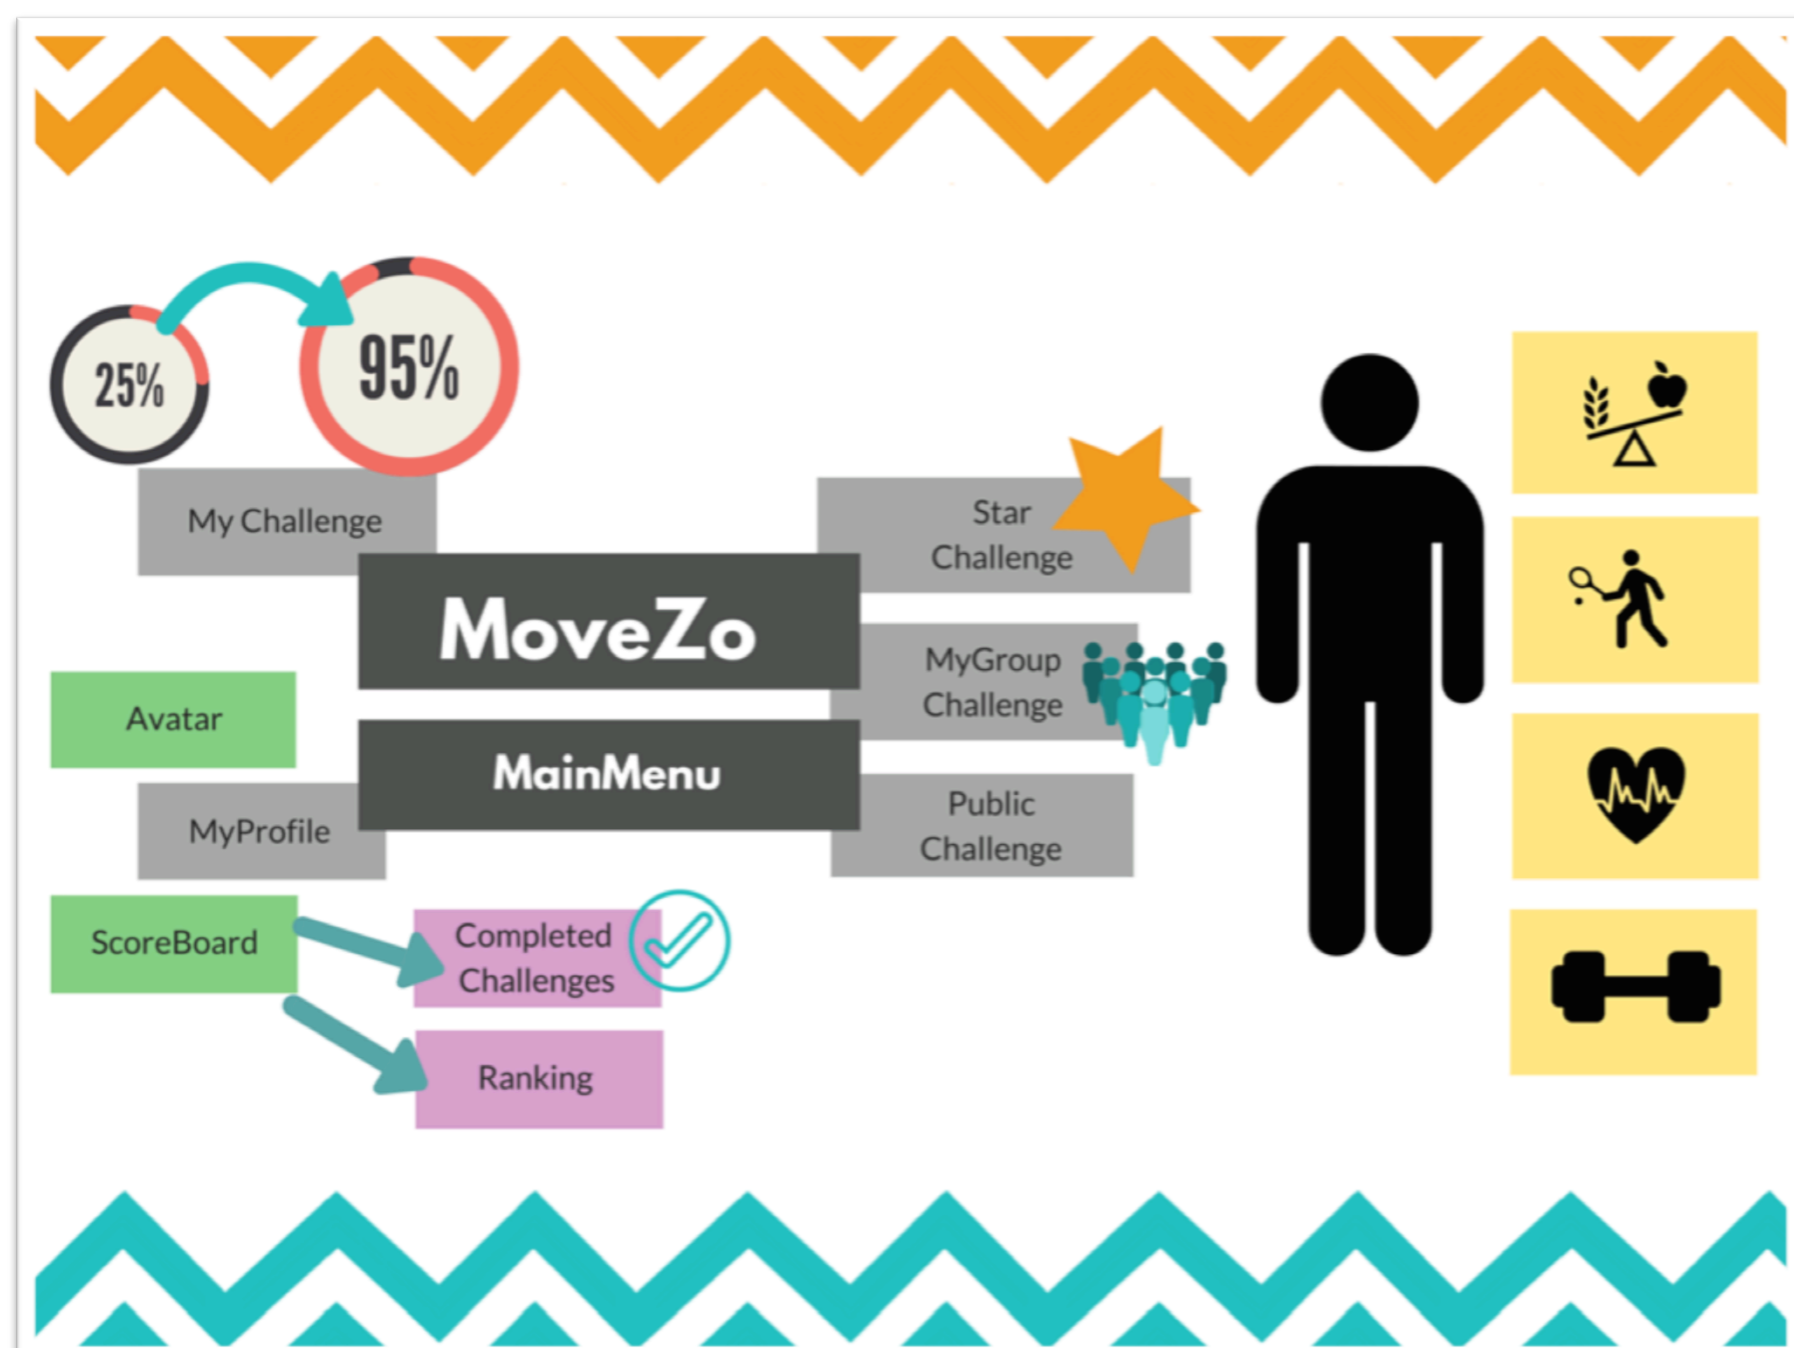 25%
95%
My Challenge
Star
Challenge
MoveZo
MyGroup
Challenge
Avatar
MainMenu
MyProfile
Public
Challenge
ScoreBoard
Completed
Challenges
Ranking